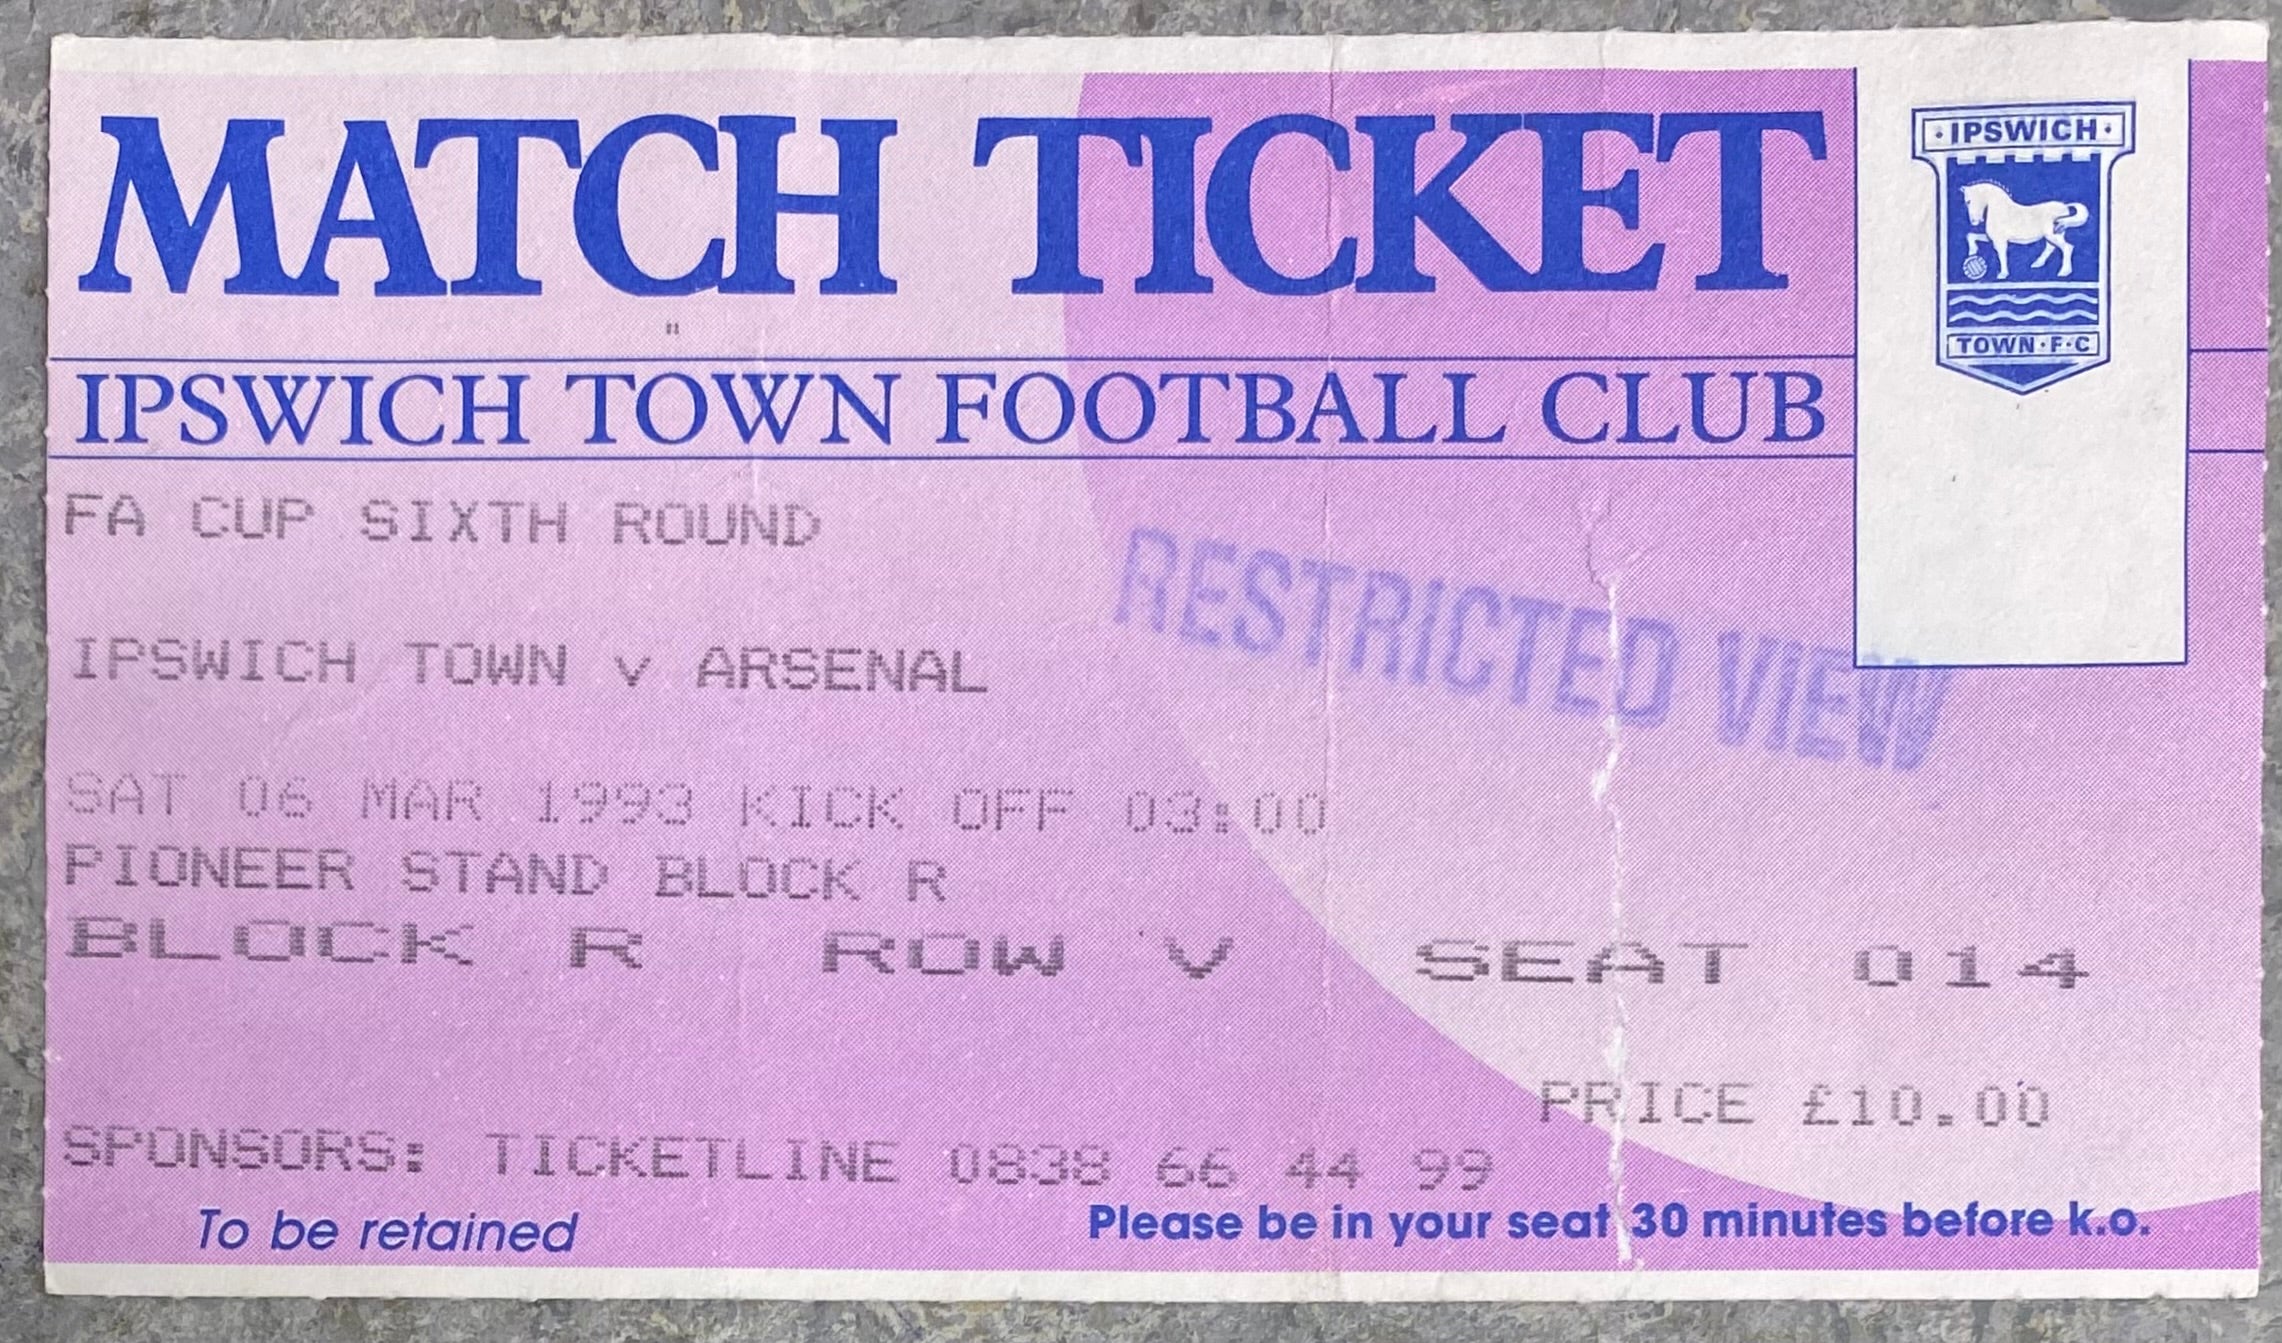 MATCH TICKET
· IPSWICH ·
TOWN · F · C
IPSWICH TOWN FOOTBALL CLUB
FA CUP SIXTH ROUND
RESTRICTED VIEW
IPSWICH TOWN v ARSENAL
SAT 06 MAR 1993 KICK OFF 03:00
PIONEER STAND BLOCK R
BLOCK R ROW V SEAT 014
PRICE £10.00
SPONSORS: TICKETLINE 0838 66 44 99
To be retained
Please be in your seat 30 minutes before k.o.